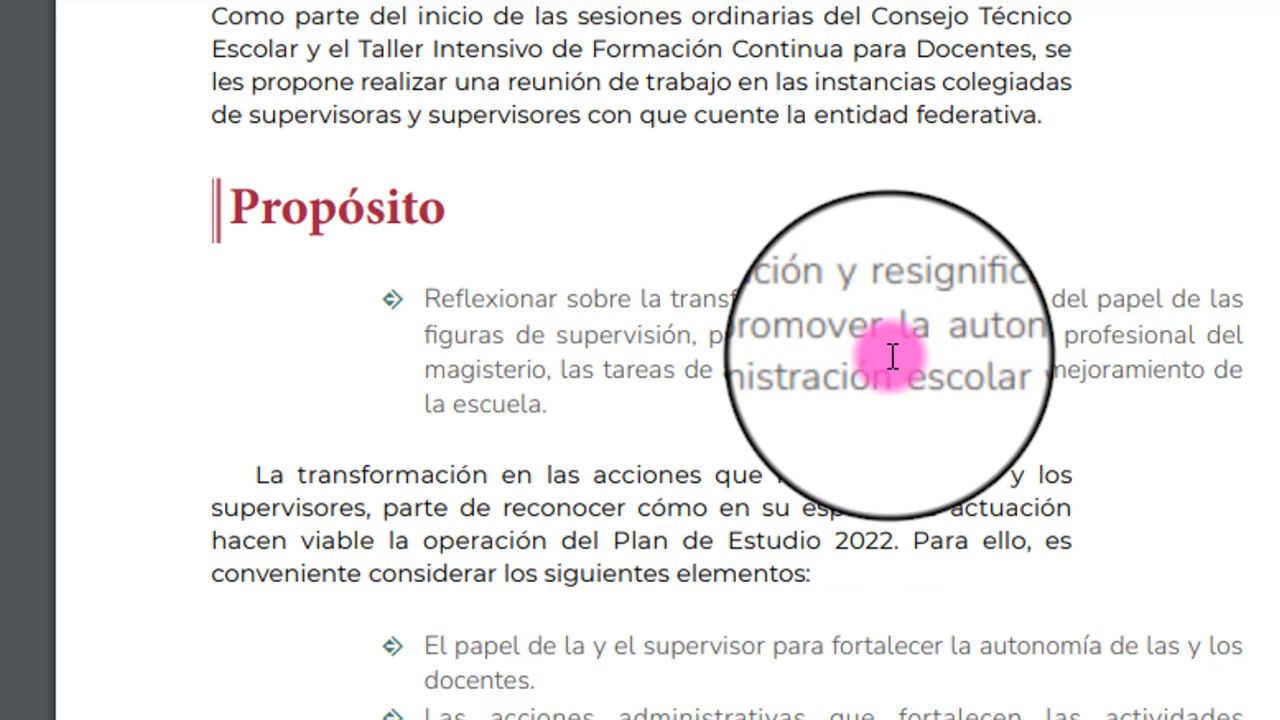 Como parte del inicio de las sesiones ordinarias del Consejo Técnico
Escolar y el Taller Intensivo de Formación Continua para Docentes, se
les propone realizar una reunión de trabajo en las instancias colegiadas
de supervisoras y supervisores con que cuente la entidad federativa.
Propósito
Reflexionar sobre la ción y resignific del papel de las
figuras de supervisión, romover la auton profesional del
magisterio, las tareas de nistración escolar mejoramiento de
la escuela.
La transformación en las acciones que y los
supervisores, parte de reconocer cómo en su actuación
hacen viable la operación del Plan de Estudio 2022. Para ello, es
conveniente considerar los siguientes elementos:
El papel de la y el supervisor para fortalecer la autonomía de las y los
docentes.
Las acciones administrativas que fortalecen las actividades